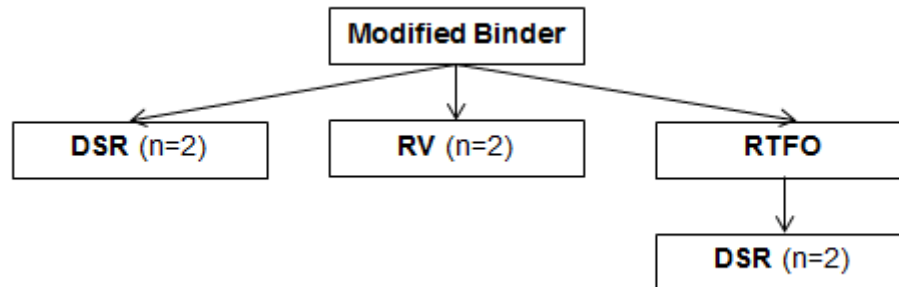 Modified Binder
DSR (n=2)
RV (n=2)
RTFO
DSR (n=2)